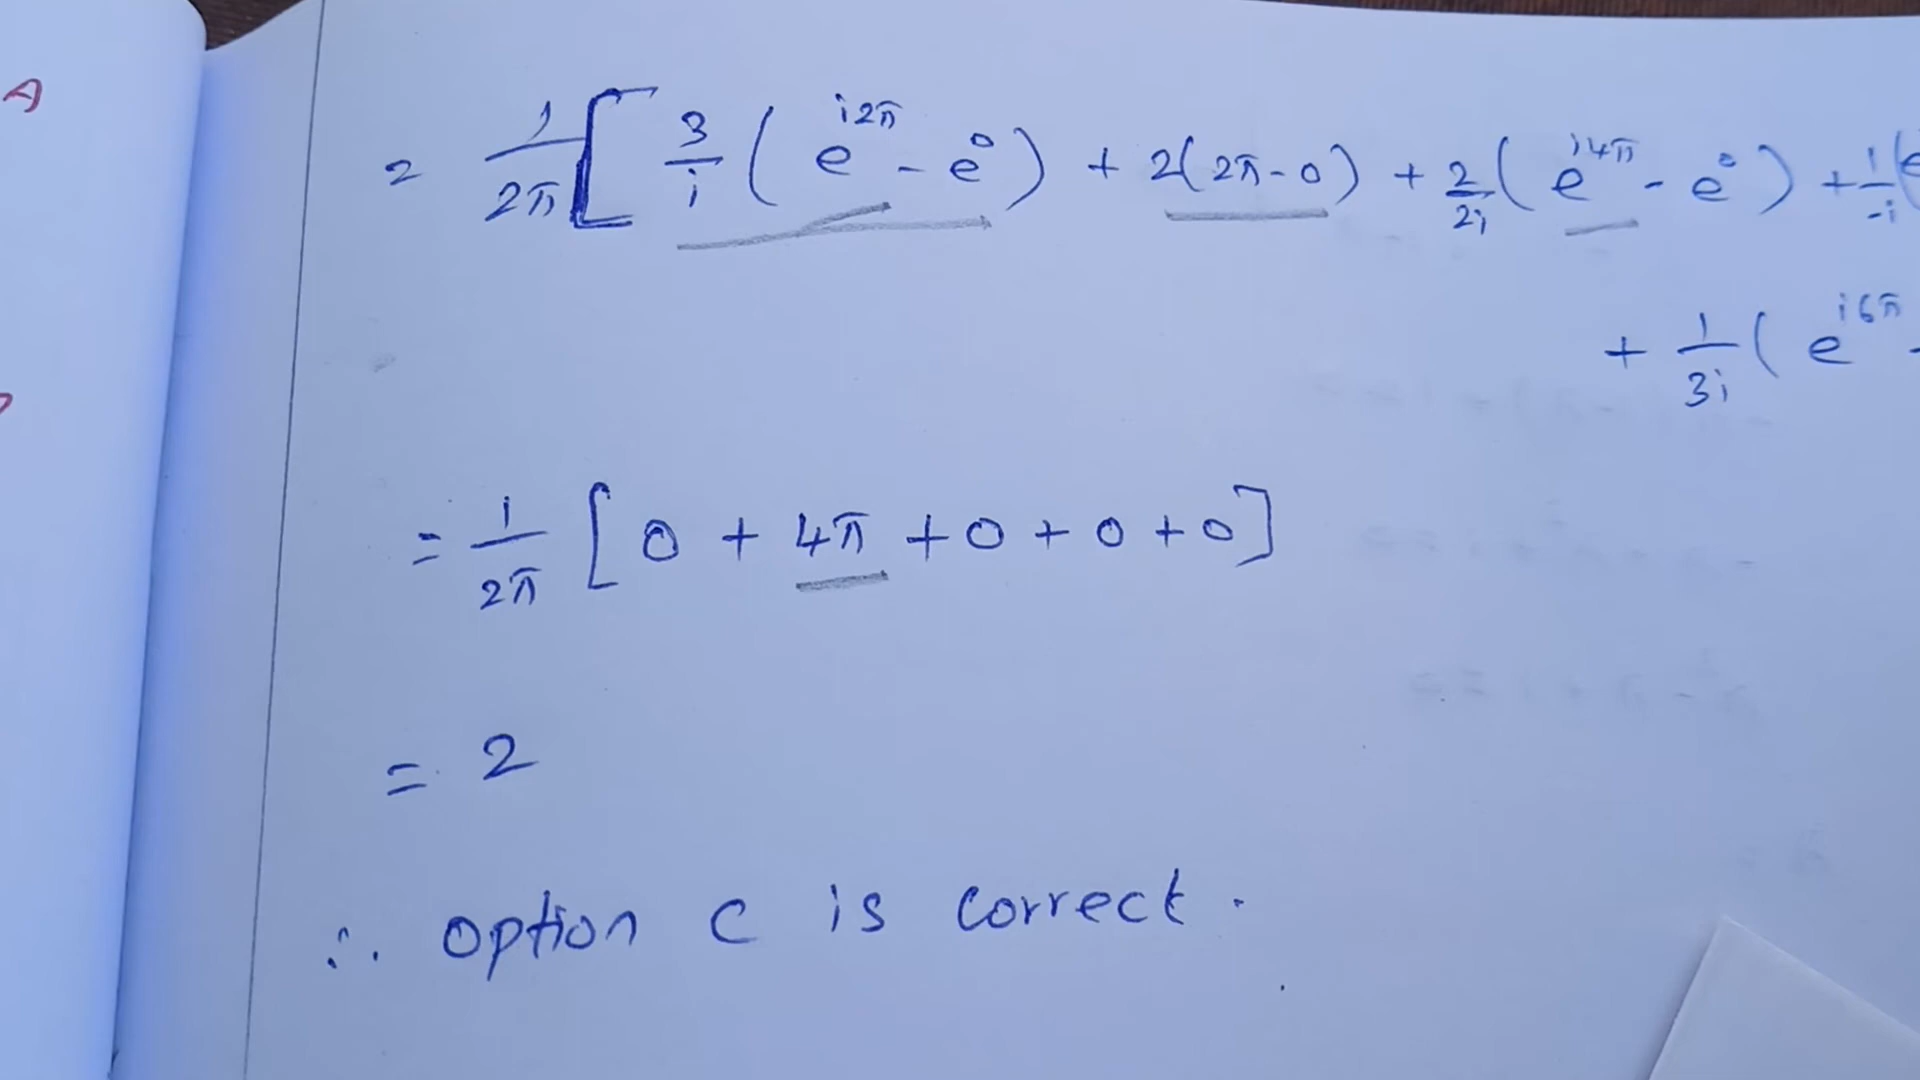 A
= 1/2π [ 3/i ( e^{i2π} - e^0 ) + 2(2π-0) + 2/2i ( e^{i4π} - e^0 ) + 1/-i (e
+ 1/3i ( e^{i6π} -
= 1/2π [ 0 + 4π + 0 + 0 + 0 ]
= 2
∴ option C is correct.